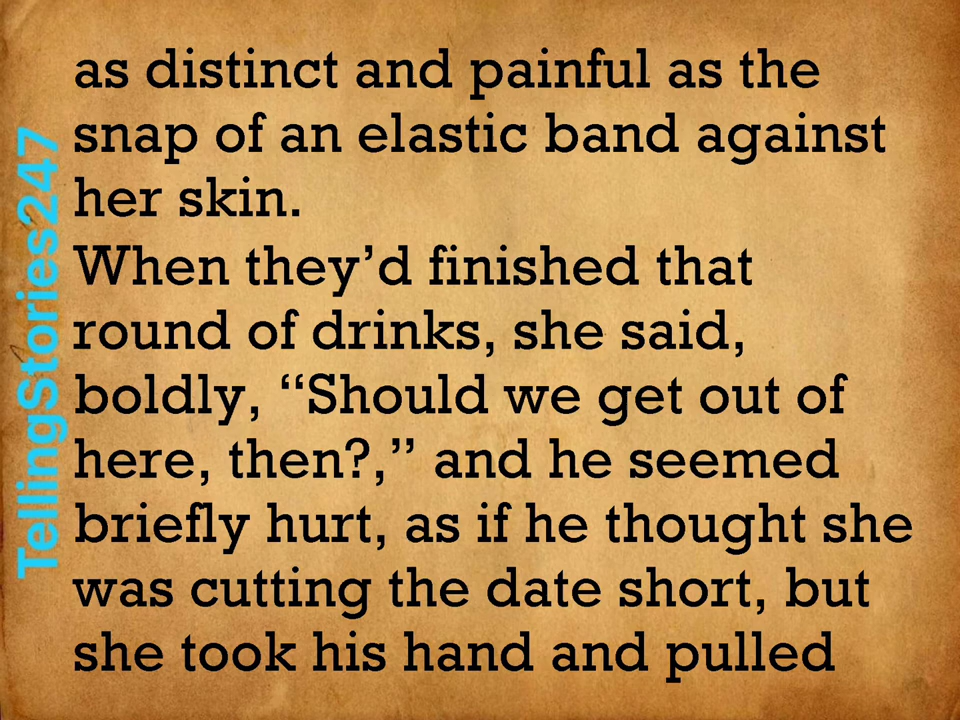 as distinct and painful as the
snap of an elastic band against
her skin.
When they’d finished that
round of drinks, she said,
boldly, “Should we get out of
here, then?,” and he seemed
briefly hurt, as if he thought she
was cutting the date short, but
she took his hand and pulled
TellingStories247